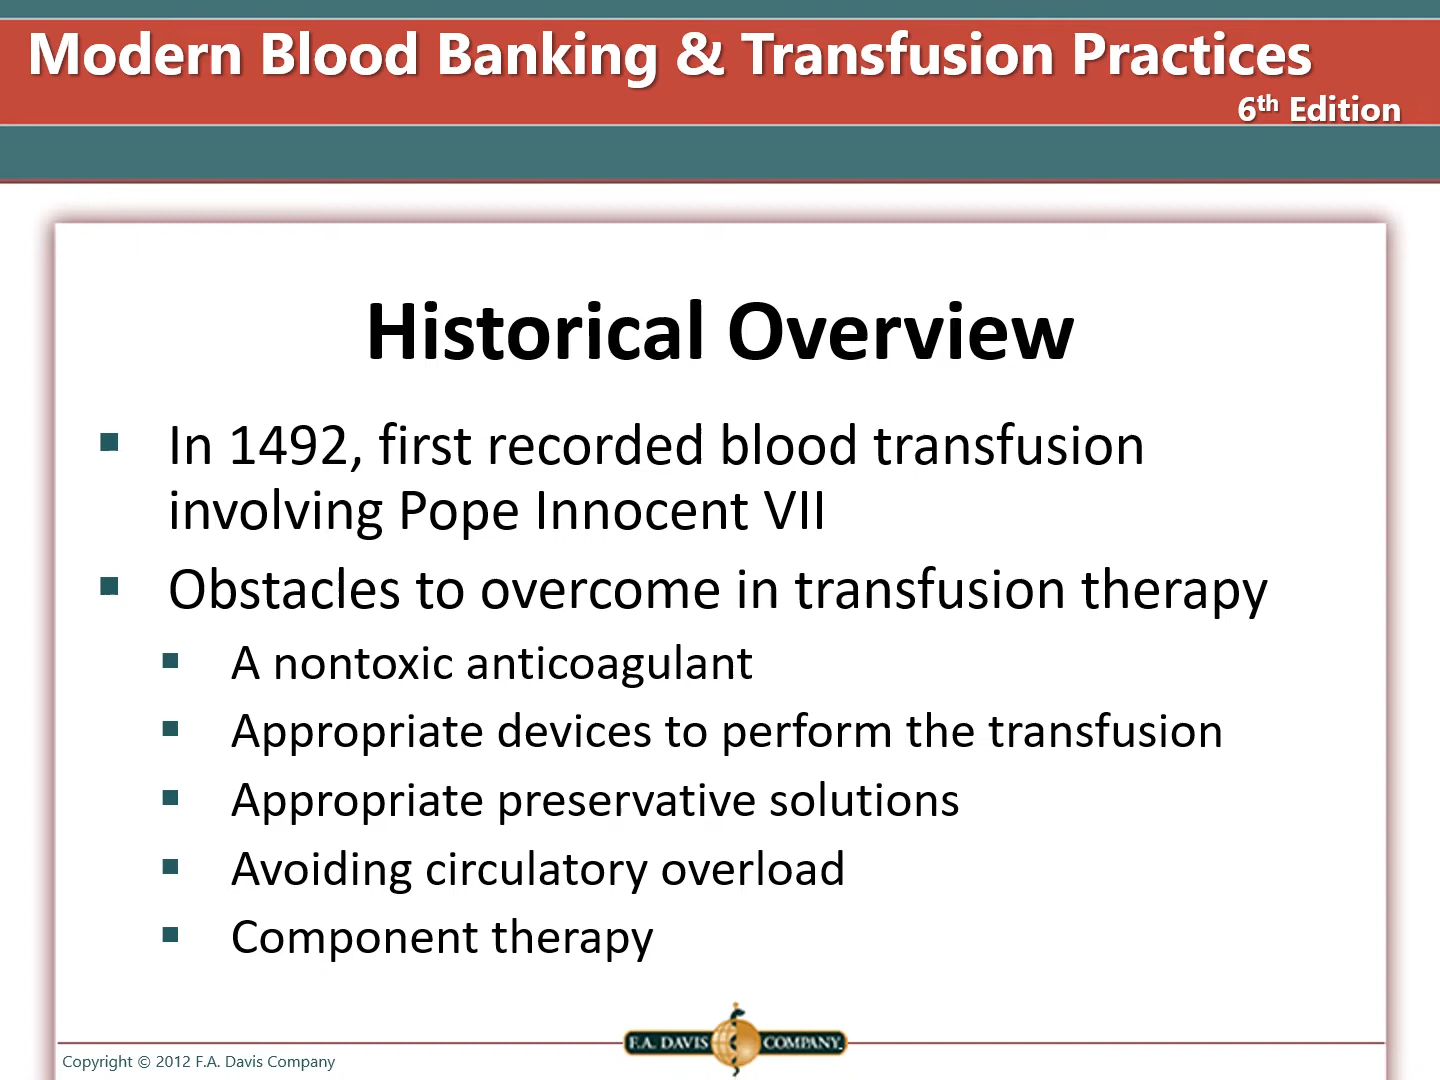 Modern Blood Banking & Transfusion Practices
6th Edition
Historical Overview
▪ In 1492, first recorded blood transfusion
involving Pope Innocent VII
▪ Obstacles to overcome in transfusion therapy
▪ A nontoxic anticoagulant
▪ Appropriate devices to perform the transfusion
▪ Appropriate preservative solutions
▪ Avoiding circulatory overload
▪ Component therapy
F.A. DAVIS COMPANY
Copyright © 2012 F.A. Davis Company